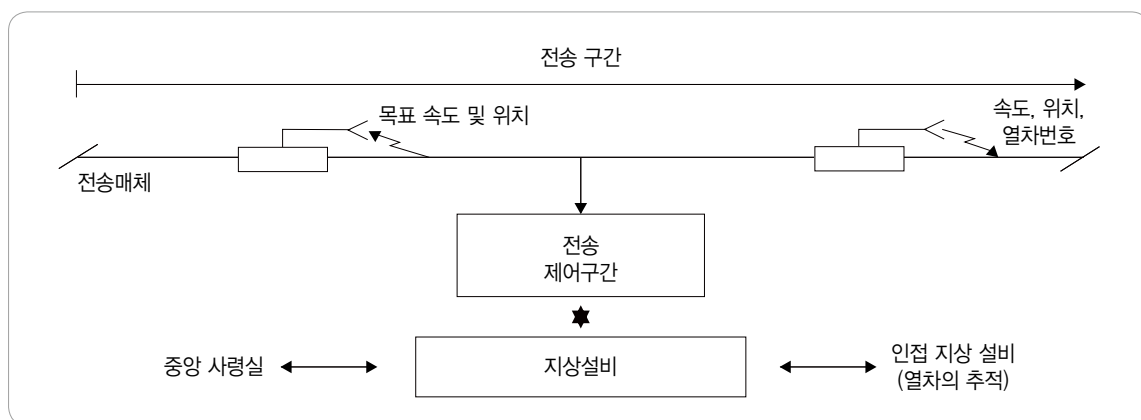 전송 구간
목표 속도 및 위치
속도, 위치,
열차번호
전송매체
전송
제어구간
중앙 사령실
지상설비
인접 지상 설비
(열차의 추적)